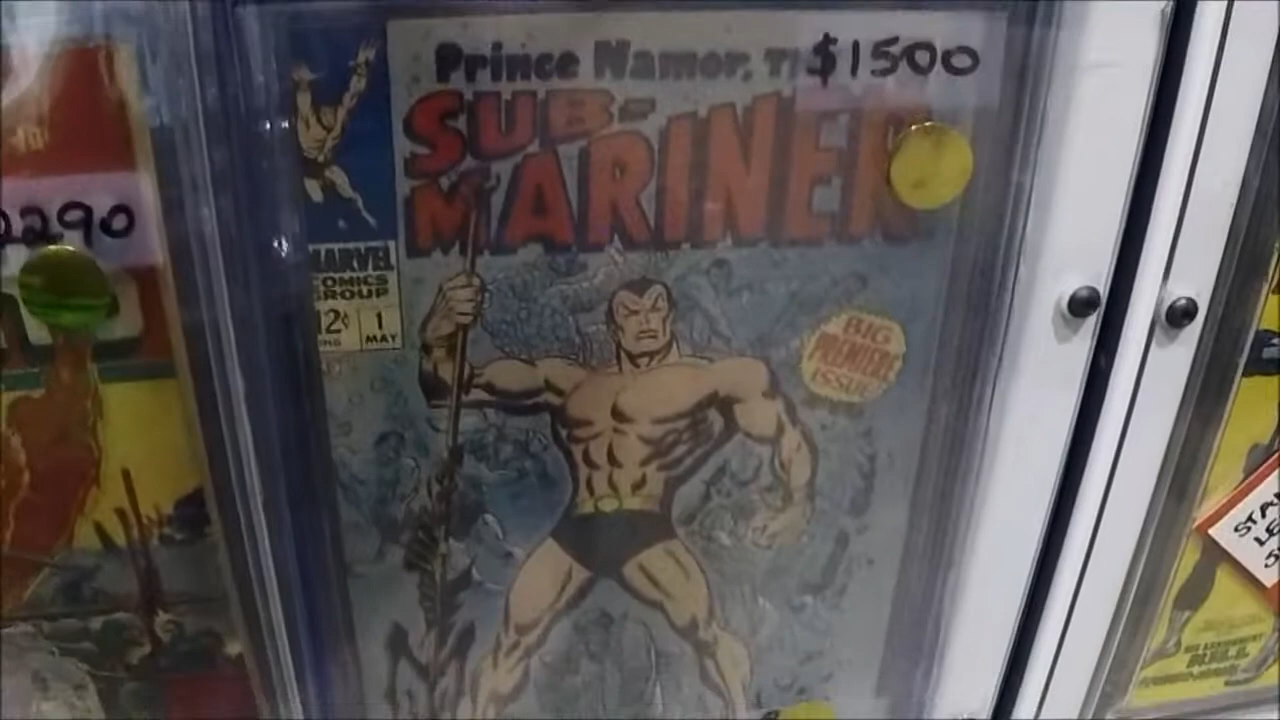 Prince Namor, $1500
SUB-
MARINER
2290
MARVEL
COMICS
GROUP
12¢ 1
MAY
BIG
PREMIERE
ISSUE!